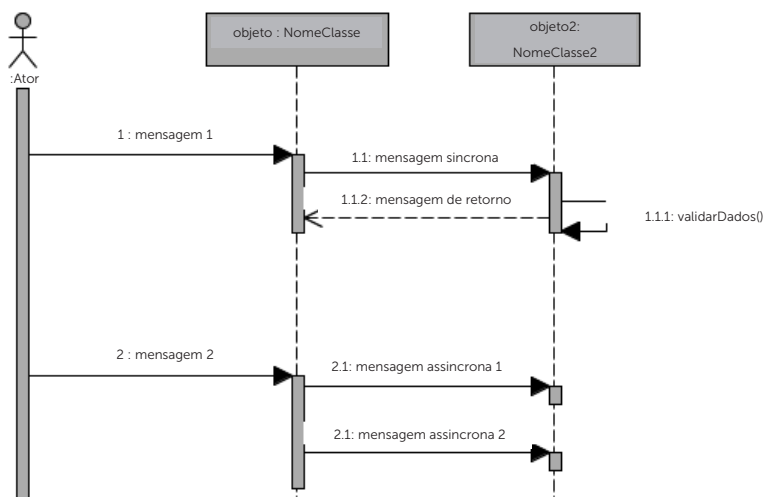 objeto : NomeClasse
objeto2:
NomeClasse2
:Ator
1 : mensagem 1
1.1: mensagem sincrona
1.1.2: mensagem de retorno
1.1.1: validarDados()
2 : mensagem 2
2.1: mensagem assincrona 1
2.1: mensagem assincrona 2